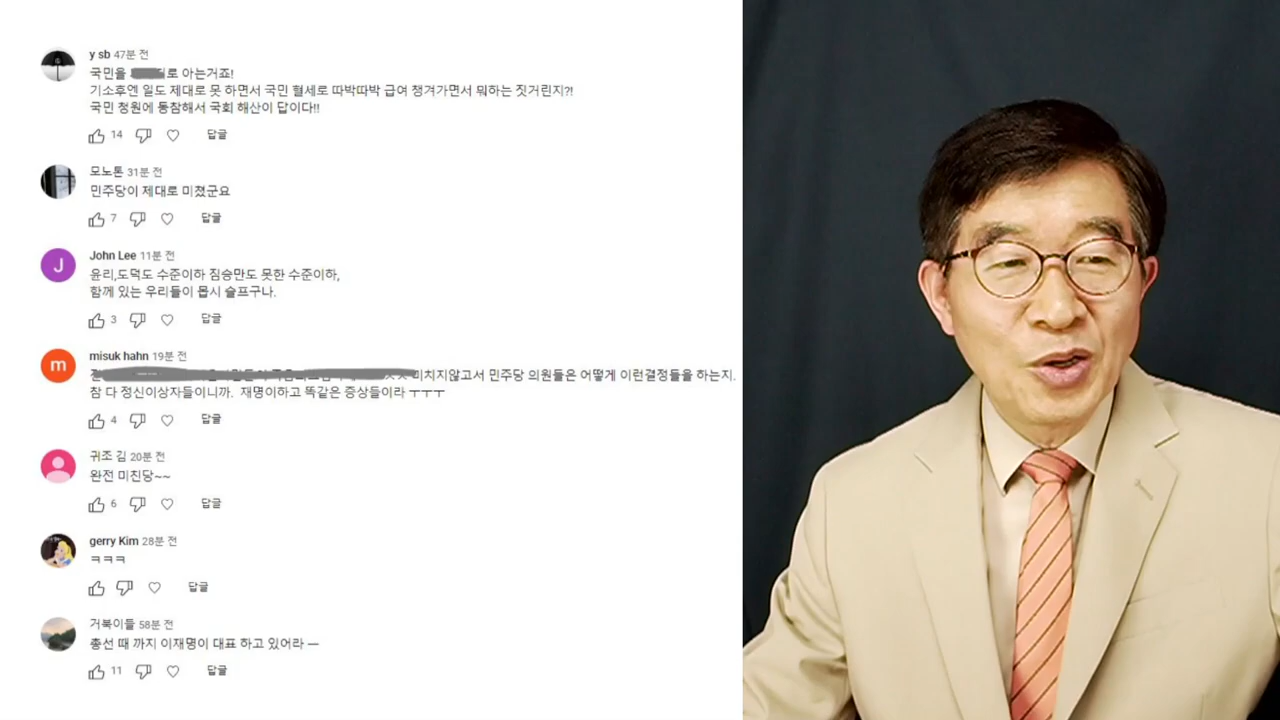 y sb 47분 전
국민을 로 아는거죠!
기소후엔 일도 제대로 못 하면서 국민 혈세로 따박따박 급여 챙겨가면서 뭐하는 짓거린지?!
국민 청원에 동참해서 국회 해산이 답이다!!
14 답글
모노톤 31분 전
민주당이 제대로 미쳤군요
7 답글
J
John Lee 11분 전
윤리,도덕도 수준이하 짐승만도 못한 수준이하,
함께 있는 우리들이 몹시 슬프구나.
3 답글
m
misuk hahn 19분 전
미치지않고서 민주당 의원들은 어떻게 이런결정들을 하는지.
참 다 정신이상자들이니까. 재명이하고 똑같은 증상들이라 ㅜㅜㅜ
4 답글
귀조 김 20분 전
완전 미친당~~
6 답글
gerry Kim 28분 전
ㅋㅋㅋ
답글
거북이들 58분 전
총선 때 까지 이재명이 대표 하고 있어라 ㅡ
11 답글